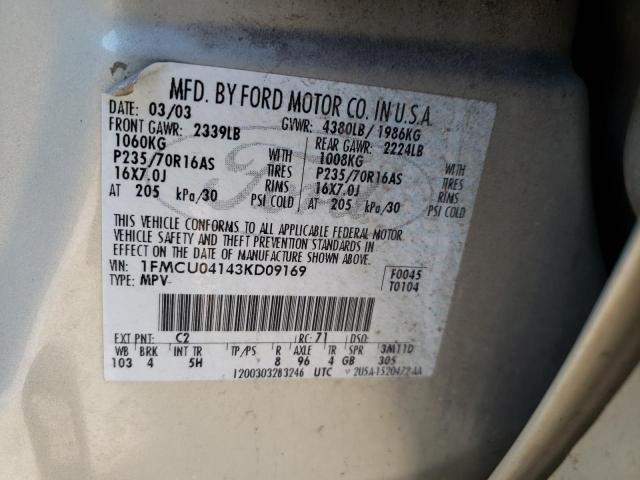 MFD. BY FORD MOTOR CO. IN U.S.A.
DATE: 03/03 GVWR: 4380LB/ 1986KG
FRONT GAWR: 2339LB REAR GAWR: 2224LB
1060KG WITH 1008KG WITH
P235/70R16AS TIRES P235/70R16AS TIRES
16X7.0J RIMS 16X7.0J RIMS
AT 205 kPa/30 PSI COLD AT 205 kPa/30 PSI COLD
Ford
THIS VEHICLE CONFORMS TO ALL APPLICABLE FEDERAL MOTOR
VEHICLE SAFETY AND THEFT PREVENTION STANDARDS IN
EFFECT ON THE DATE OF MANUFACTURE SHOWN ABOVE.
VIN: 1FMCU04143KD09169 F0045
TYPE: MPV T0104
EXT PNT: C2 RC: 71 DSO:
WB BRK INT TR TP/PS R AXLE TR SPR 3M11D
103 4 5H 8 96 4 GB 305
1200303283246 UTC